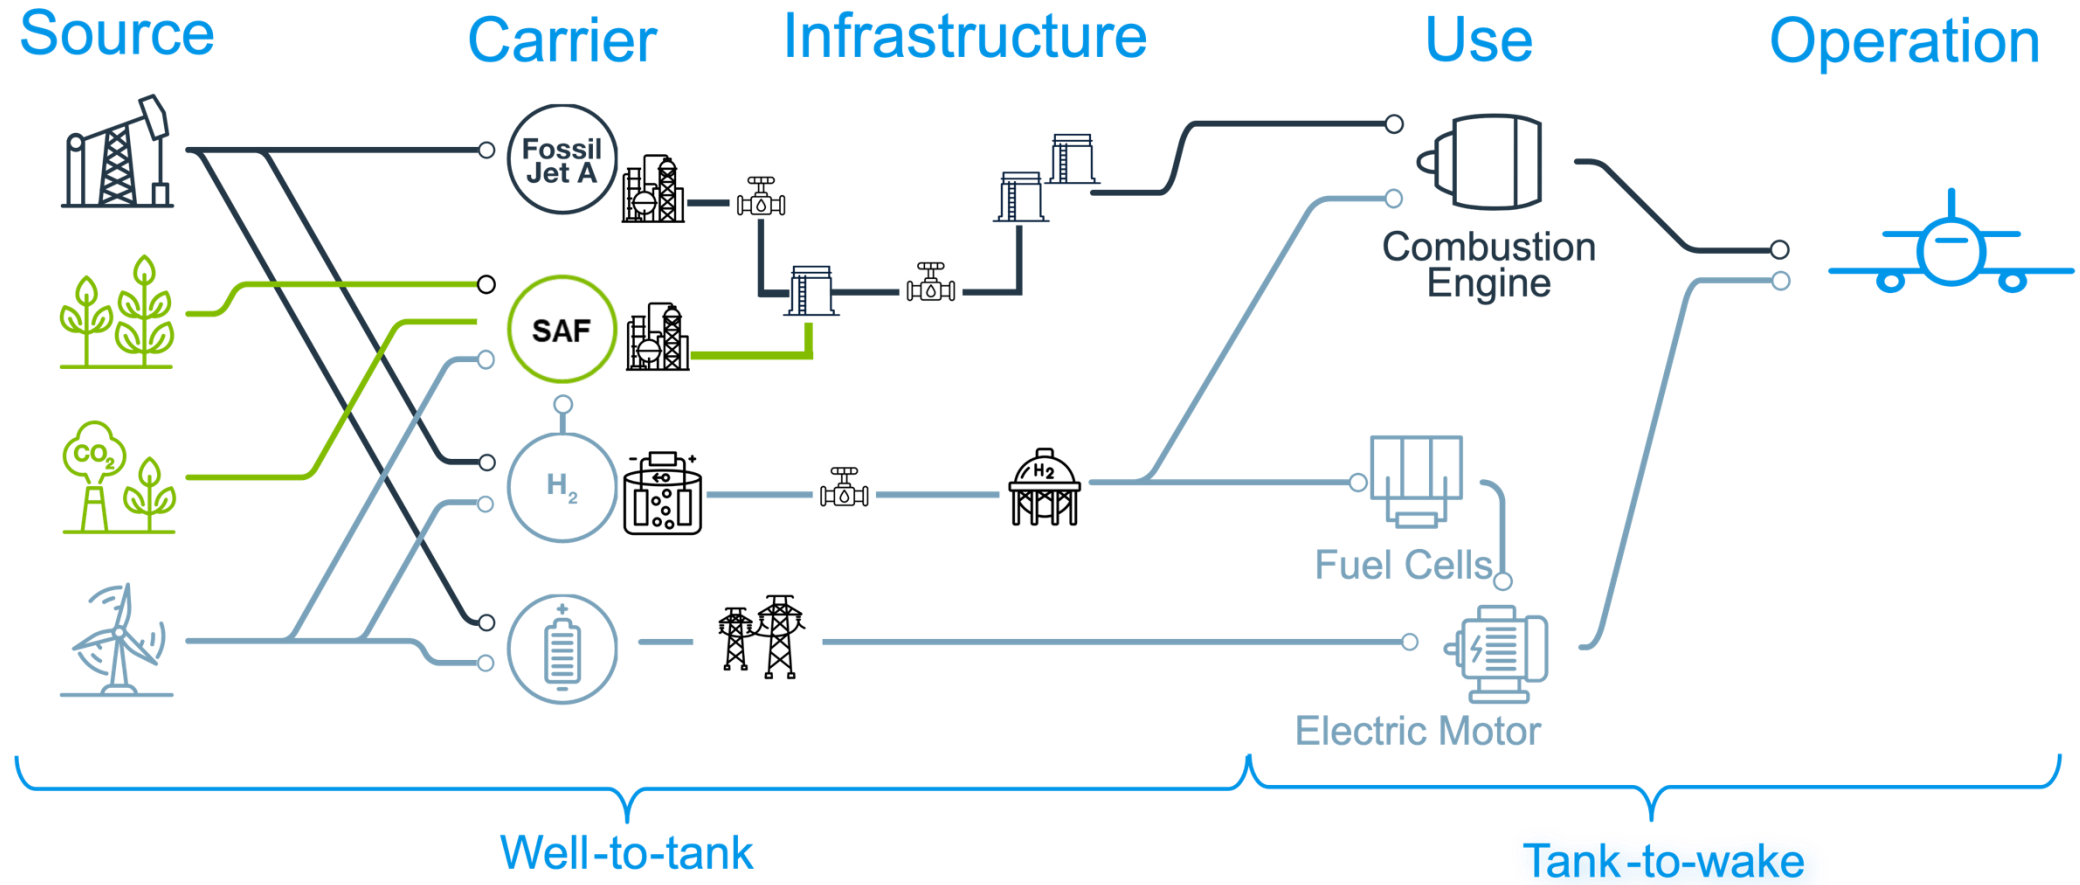 Source
Carrier
Infrastructure
Use
Operation
Fossil
Jet A
SAF
CO2
H2
H2
- +
+
-
Combustion
Engine
Fuel Cells
Electric Motor
Well-to-tank
Tank-to-wake